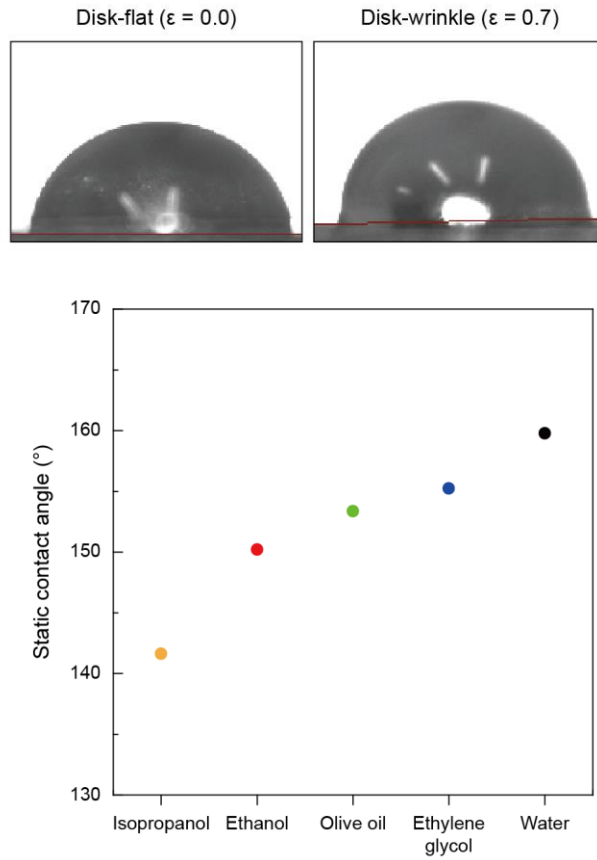 Disk-flat (ε = 0.0)
Disk-wrinkle (ε = 0.7)
170
160
150
140
130
Static contact angle (°)
Isopropanol
Ethanol
Olive oil
Ethylene
glycol
Water